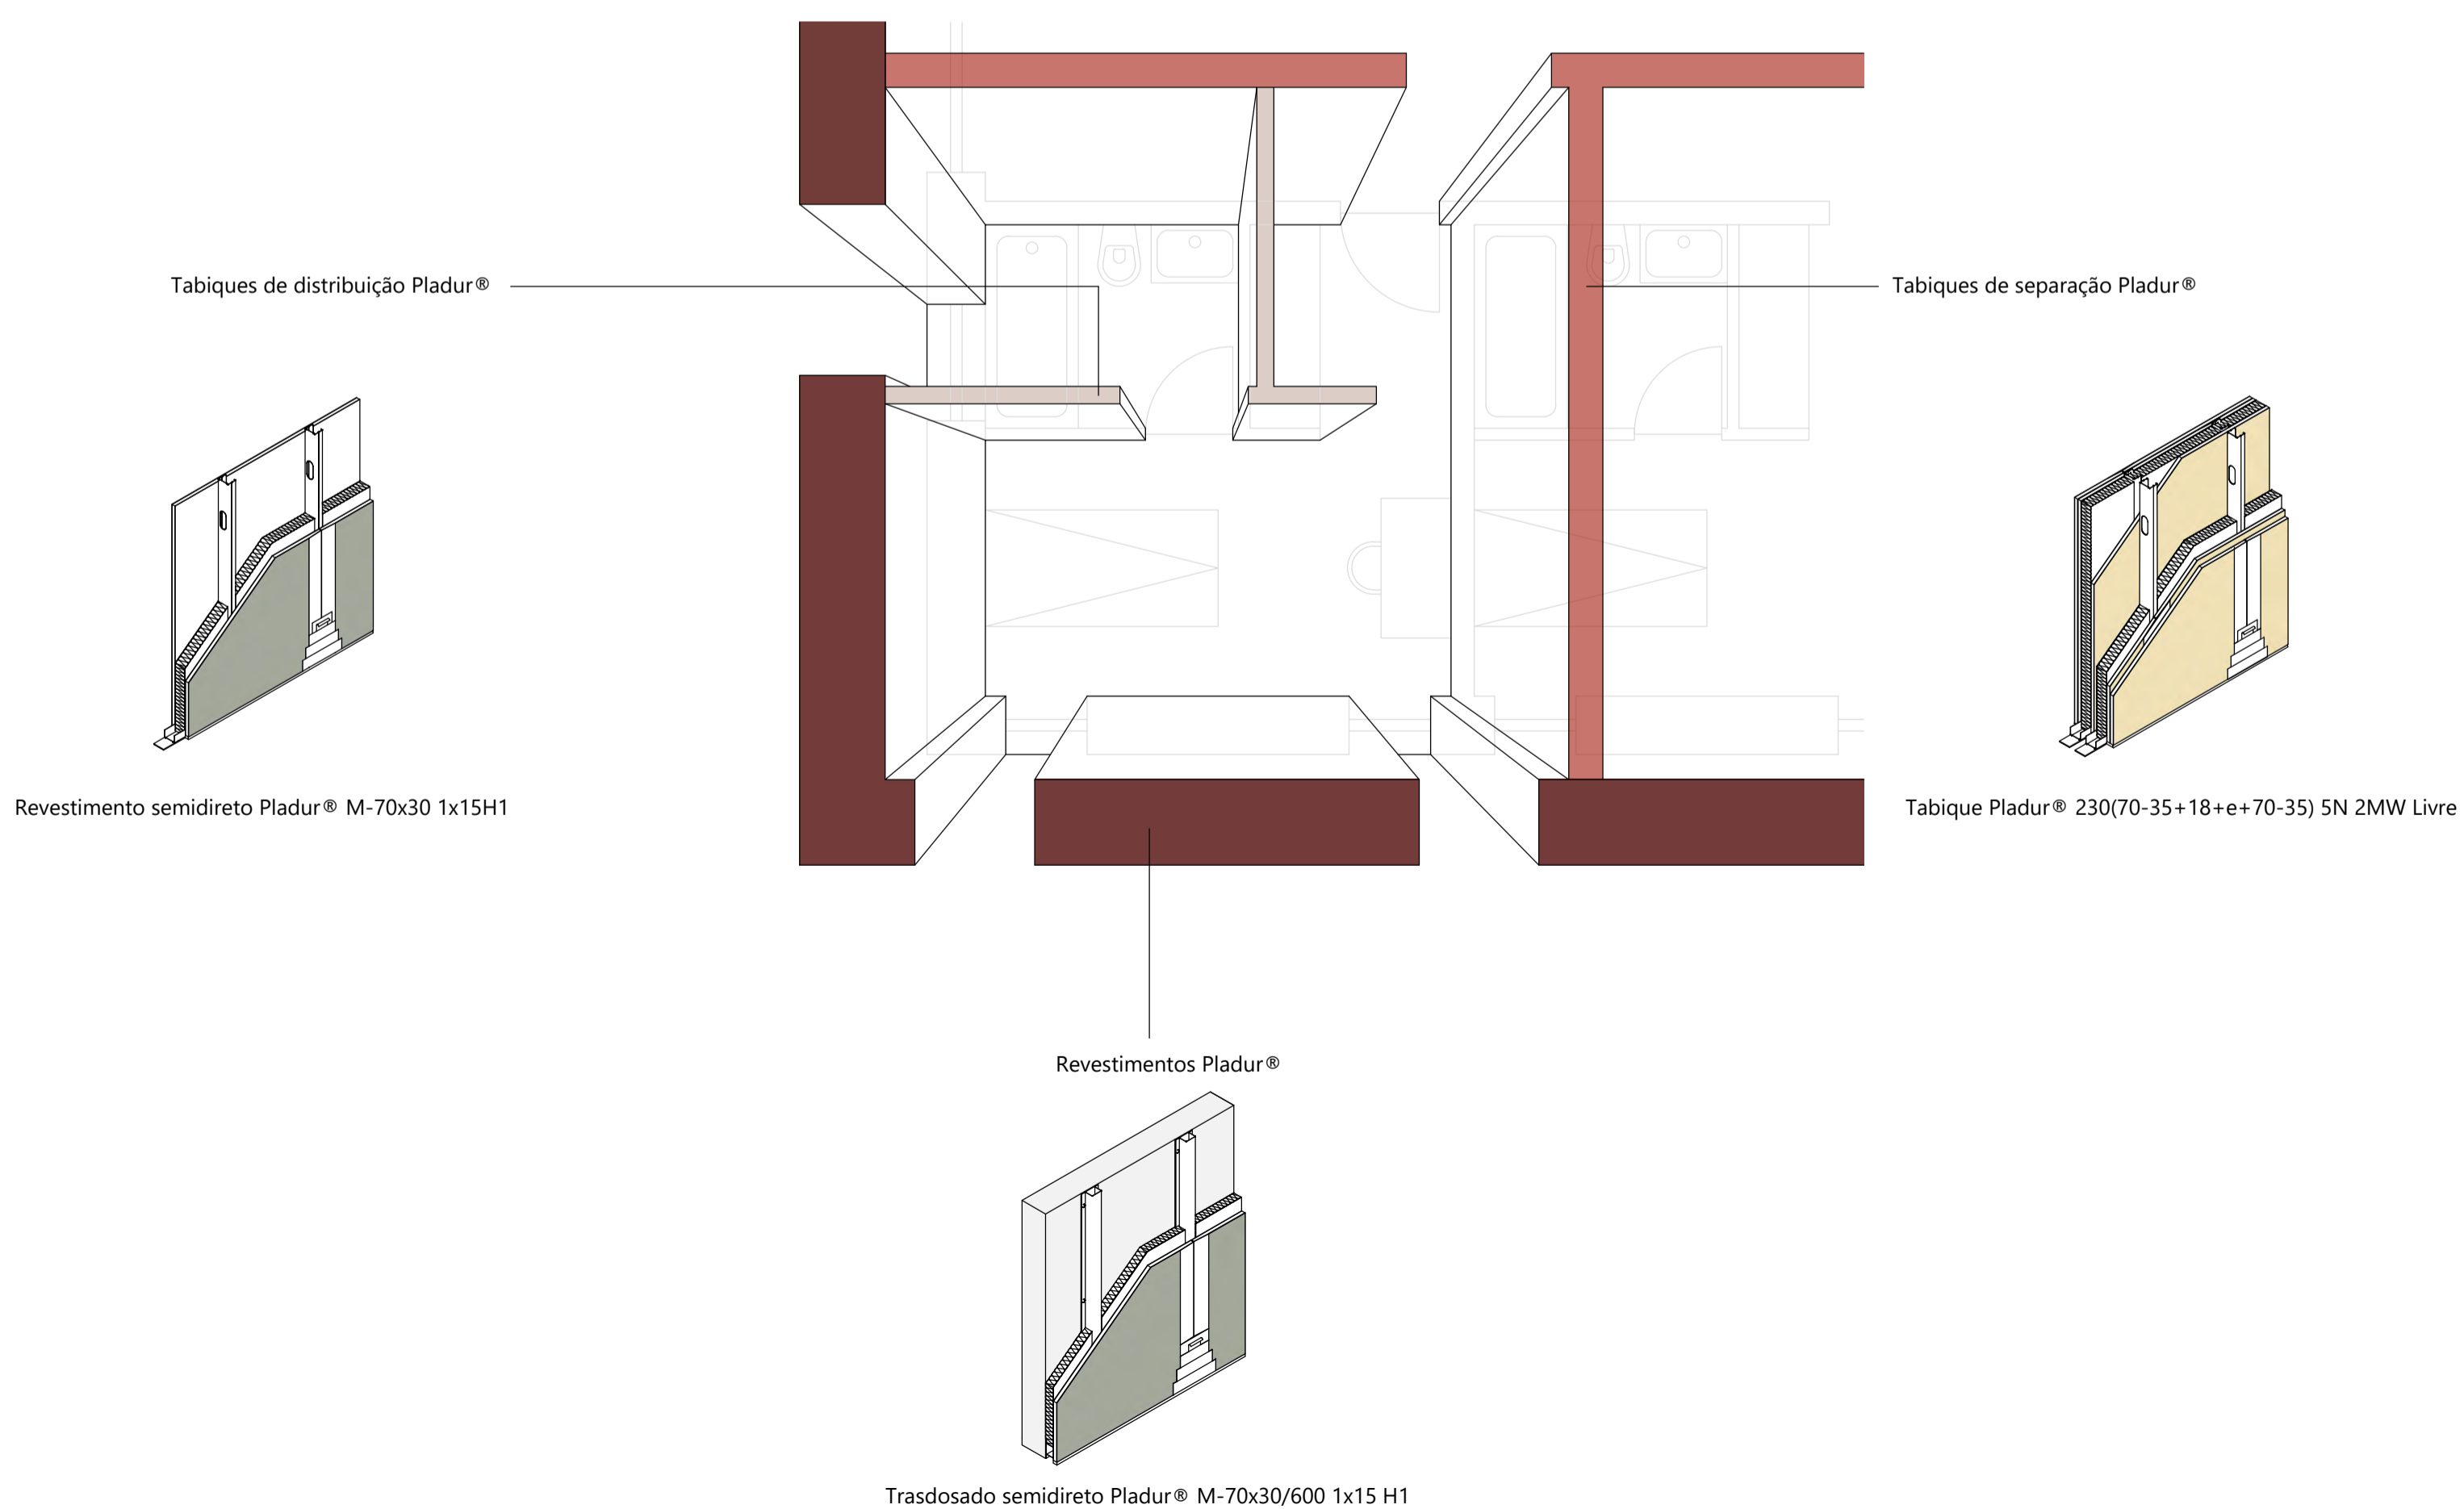 Tabiques de distribuição Pladur®
Tabiques de separação Pladur®
Revestimento semidireto Pladur® M-70x30 1x15H1
Tabique Pladur® 230(70-35+18+e+70-35) 5N 2MW Livre
Revestimentos Pladur®
Trasdosado semidireto Pladur® M-70x30/600 1x15 H1